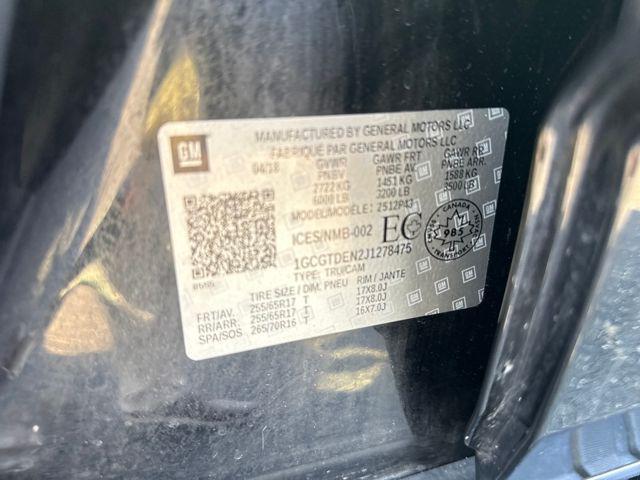 GM
MANUFACTURED BY GENERAL MOTORS LLC
FABRIQUE PAR GENERAL MOTORS LLC
04/18 GVWR GAWR FRT GAWR RR
PNBV PNBE AV. PNBE ARR.
2722 KG 1451 KG 1588 KG
6000 LB 3200 LB 3500 LB
MODEL/MODELE: 2512P43
ICES/NMB-002 EC
CANADA
985
TRANSPORT
1GCGTDEN2J1278475
TYPE: TRU/CAM
TIRE SIZE / DIM. PNEU RIM / JANTE
FRT/AV. 255/65R17 T 17X8.0J
RR/ARR. 255/65R17 T 17X8.0J
SPA/SOS 265/70R16 T 16X7.0J